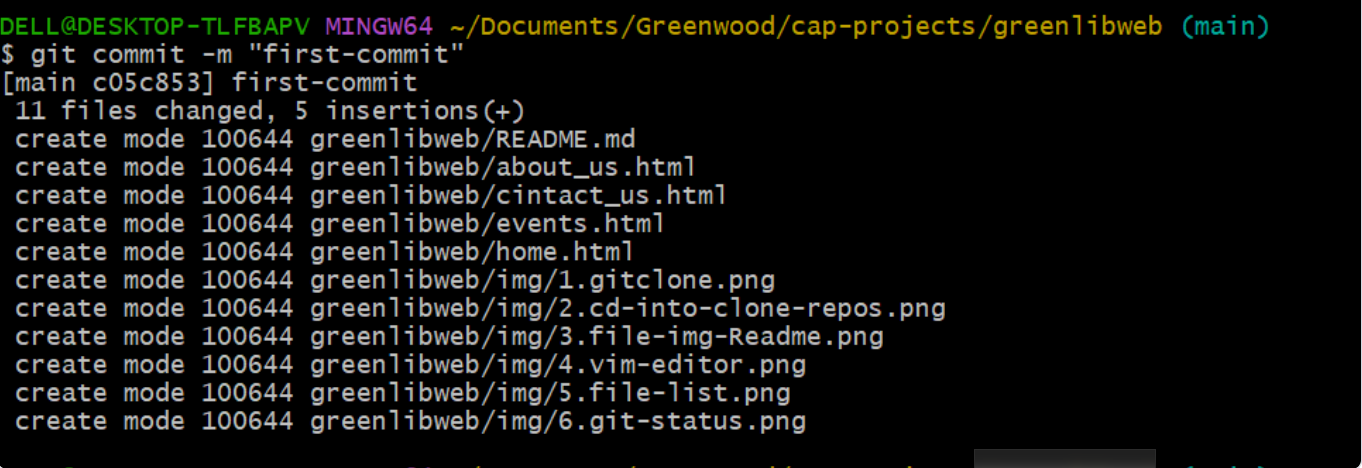 DELL@DESKTOP-TLFBAPV MINGW64 ~/Documents/Greenwood/cap-projects/greenlibweb (main)
$ git commit -m "first-commit"
[main c05c853] first-commit
 11 files changed, 5 insertions(+)
 create mode 100644 greenlibweb/README.md
 create mode 100644 greenlibweb/about_us.html
 create mode 100644 greenlibweb/cintact_us.html
 create mode 100644 greenlibweb/events.html
 create mode 100644 greenlibweb/home.html
 create mode 100644 greenlibweb/img/1.gitclone.png
 create mode 100644 greenlibweb/img/2.cd-into-clone-repos.png
 create mode 100644 greenlibweb/img/3.file-img-Readme.png
 create mode 100644 greenlibweb/img/4.vim-editor.png
 create mode 100644 greenlibweb/img/5.file-list.png
 create mode 100644 greenlibweb/img/6.git-status.png